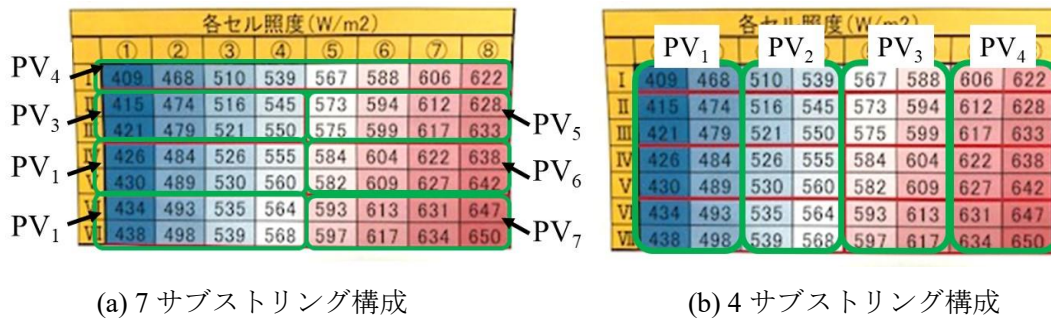 各セル照度(W/m2)
① ② ③ ④ ⑤ ⑥ ⑦ ⑧
PV4
I 409 468 510 539 567 588 606 622
Ⅱ 415 474 516 545 573 594 612 628
PV3
PV5
421 479 521 550 575 599 617 633
426 484 526 555 584 604 622 638
PV1
PV6
430 489 530 560 582 609 627 642
434 493 535 564 593 613 631 647
PV1
PV7
438 498 539 568 597 617 634 650
(a) 7 サブストリング構成
各セル照度(W/m2)
PV1 PV2 PV3 PV4
I 409 468 510 539 567 588 606 622
Ⅱ 415 474 516 545 573 594 612 628
Ⅲ 421 479 521 550 575 599 617 633
Ⅳ 426 484 526 555 584 604 622 638
Ⅴ 430 489 530 560 582 609 627 642
Ⅵ 434 493 535 564 593 613 631 647
Ⅶ 438 498 539 568 597 617 634 650
(b) 4 サブストリング構成